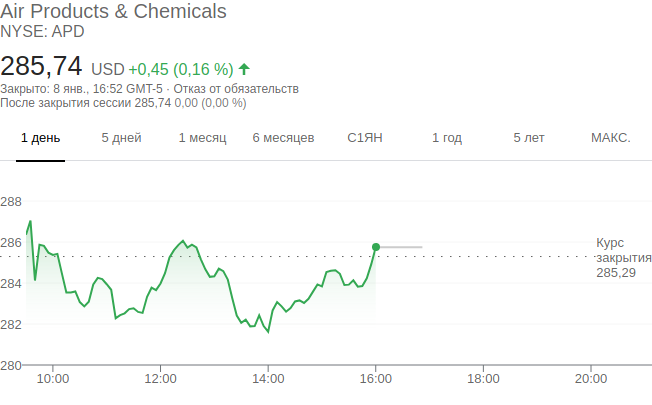 Air Products & Chemicals
NYSE: APD
285,74 USD +0,45 (0,16 %)
Закрыто: 8 янв., 16:52 GMT-5 · Отказ от обязательств
После закрытия сессии 285,74 0,00 (0,00 %)
1 день 5 дней 1 месяц 6 месяцев С1ЯН 1 год 5 лет МАКС.
288
286
284
282
280
Курс
закрытия
285,29
10:00 12:00 14:00 16:00 18:00 20:00